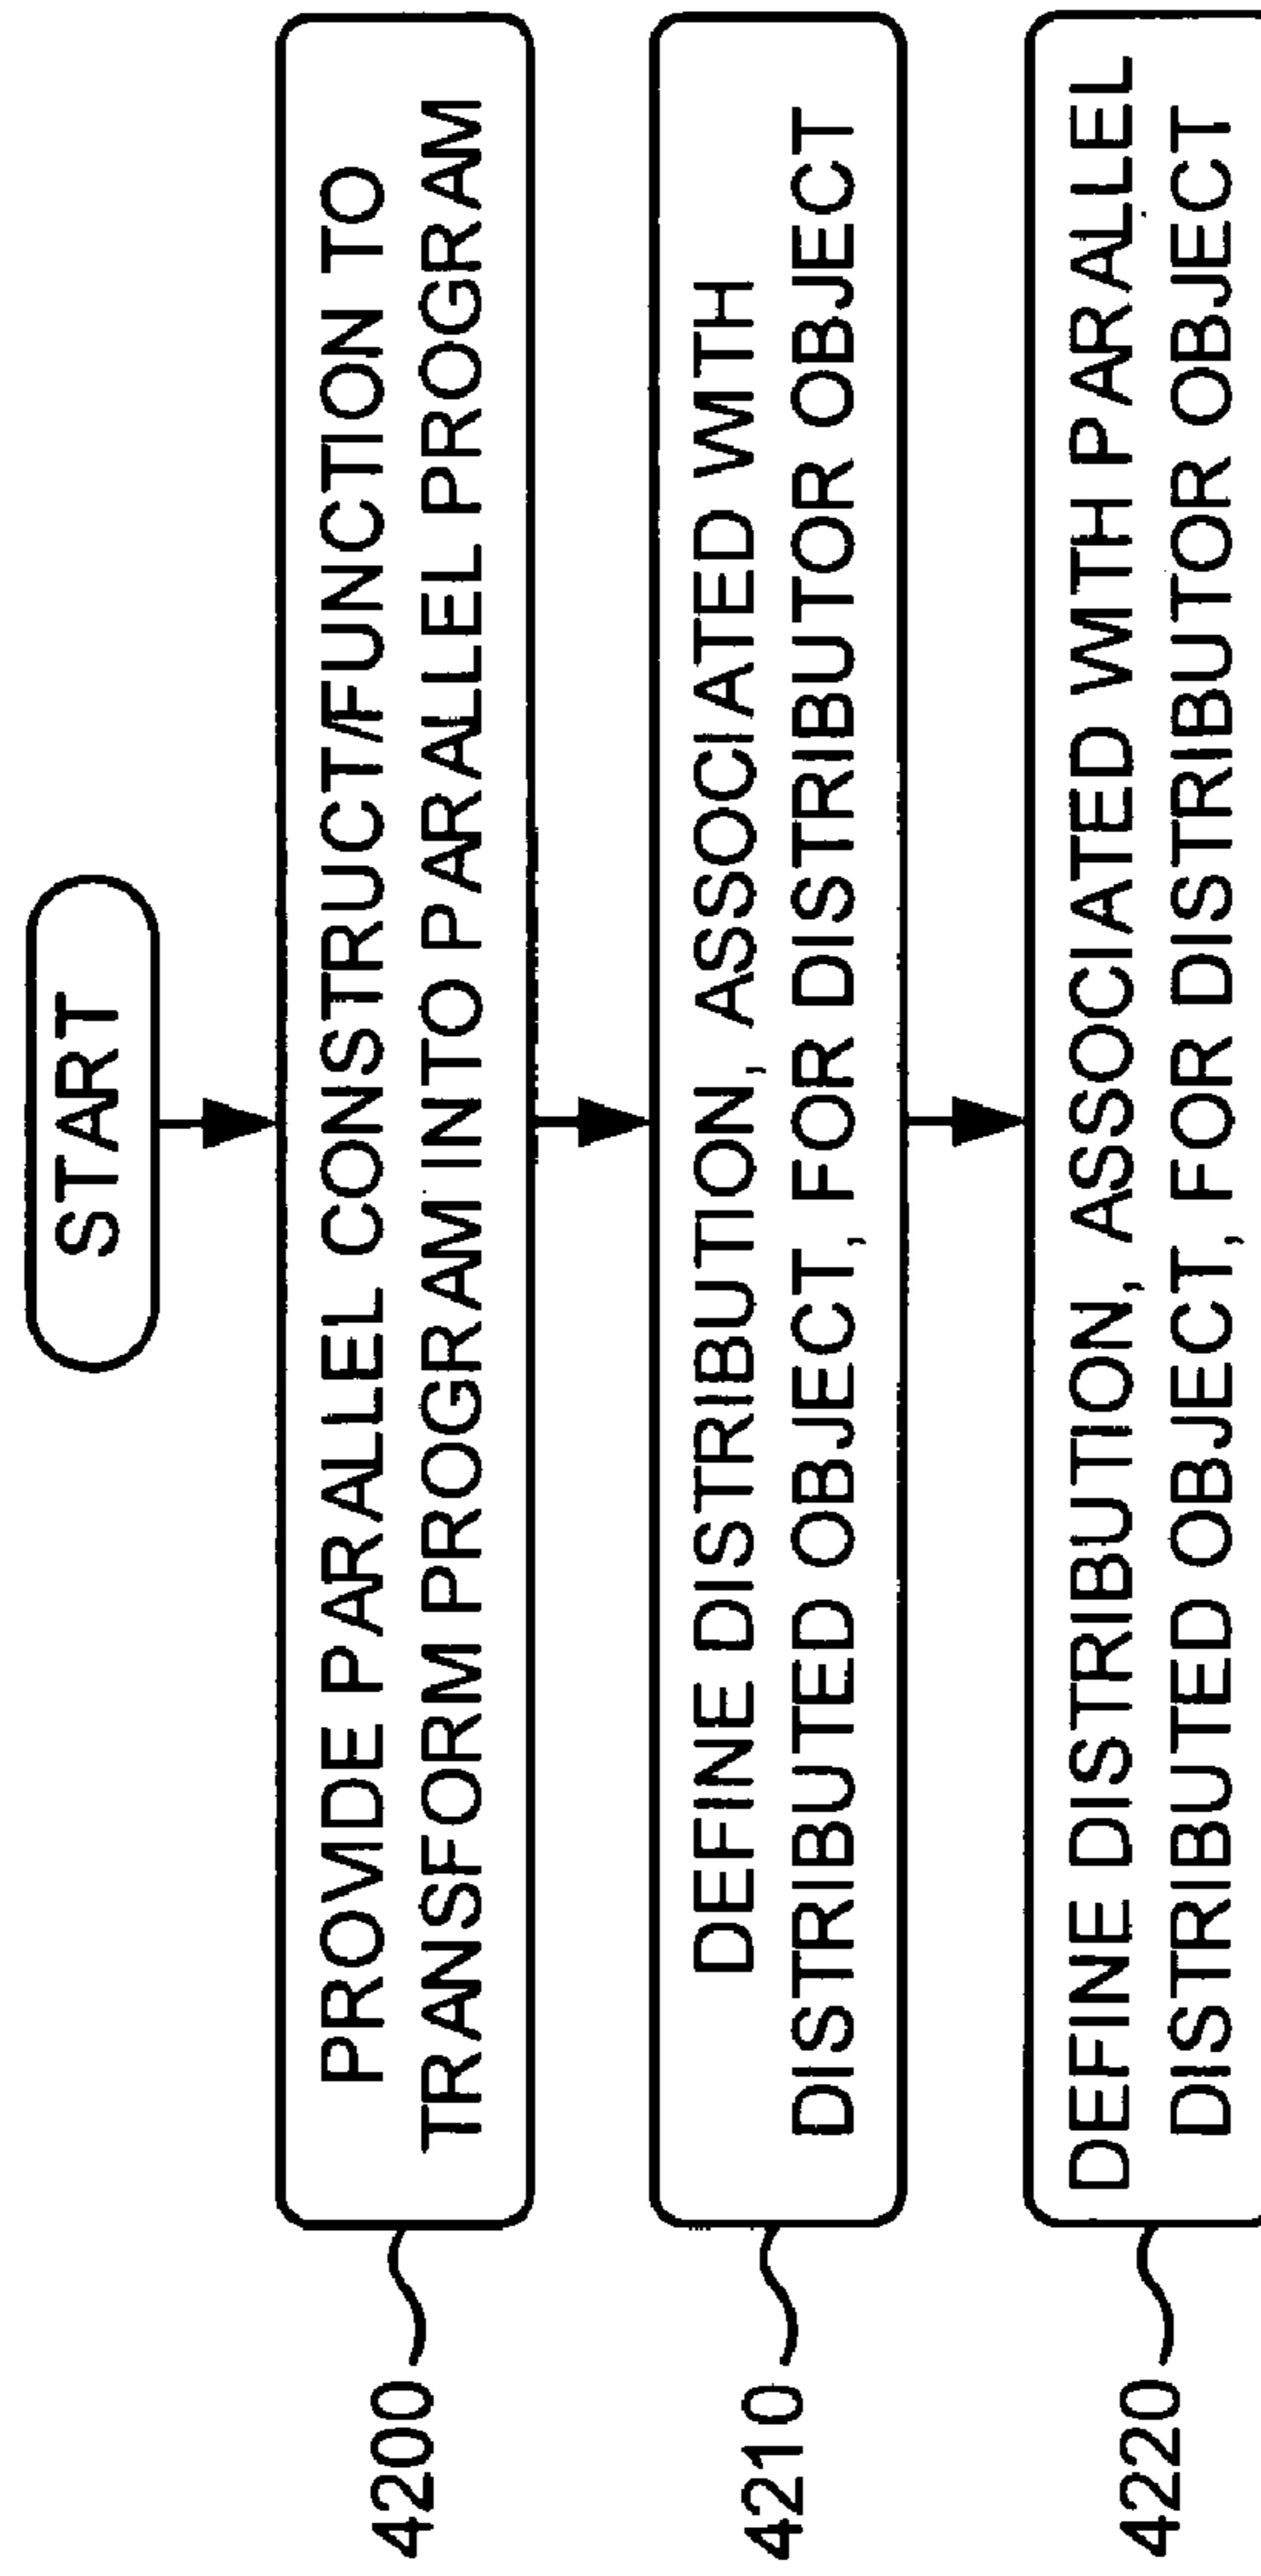 START
PROVIDE PARALLEL CONSTRUCT/FUNCTION TO
TRANSFORM PROGRAM INTO PARALLEL PROGRAM
4200
DEFINE DISTRIBUTION, ASSOCIATED WITH
DISTRIBUTED OBJECT, FOR DISTRIBUTOR OBJECT
4210
DEFINE DISTRIBUTION, ASSOCIATED WITH PARALLEL
DISTRIBUTED OBJECT, FOR DISTRIBUTOR OBJECT
4220